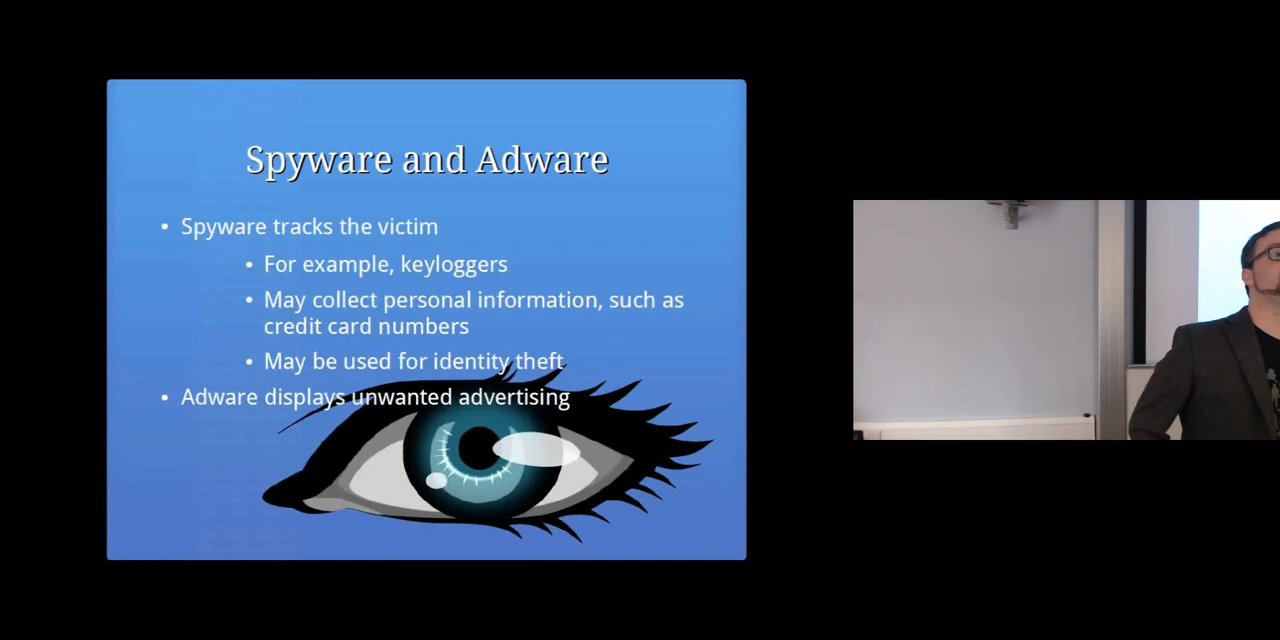 Spyware and Adware
• Spyware tracks the victim
• For example, keyloggers
• May collect personal information, such as
credit card numbers
• May be used for identity theft
• Adware displays unwanted advertising